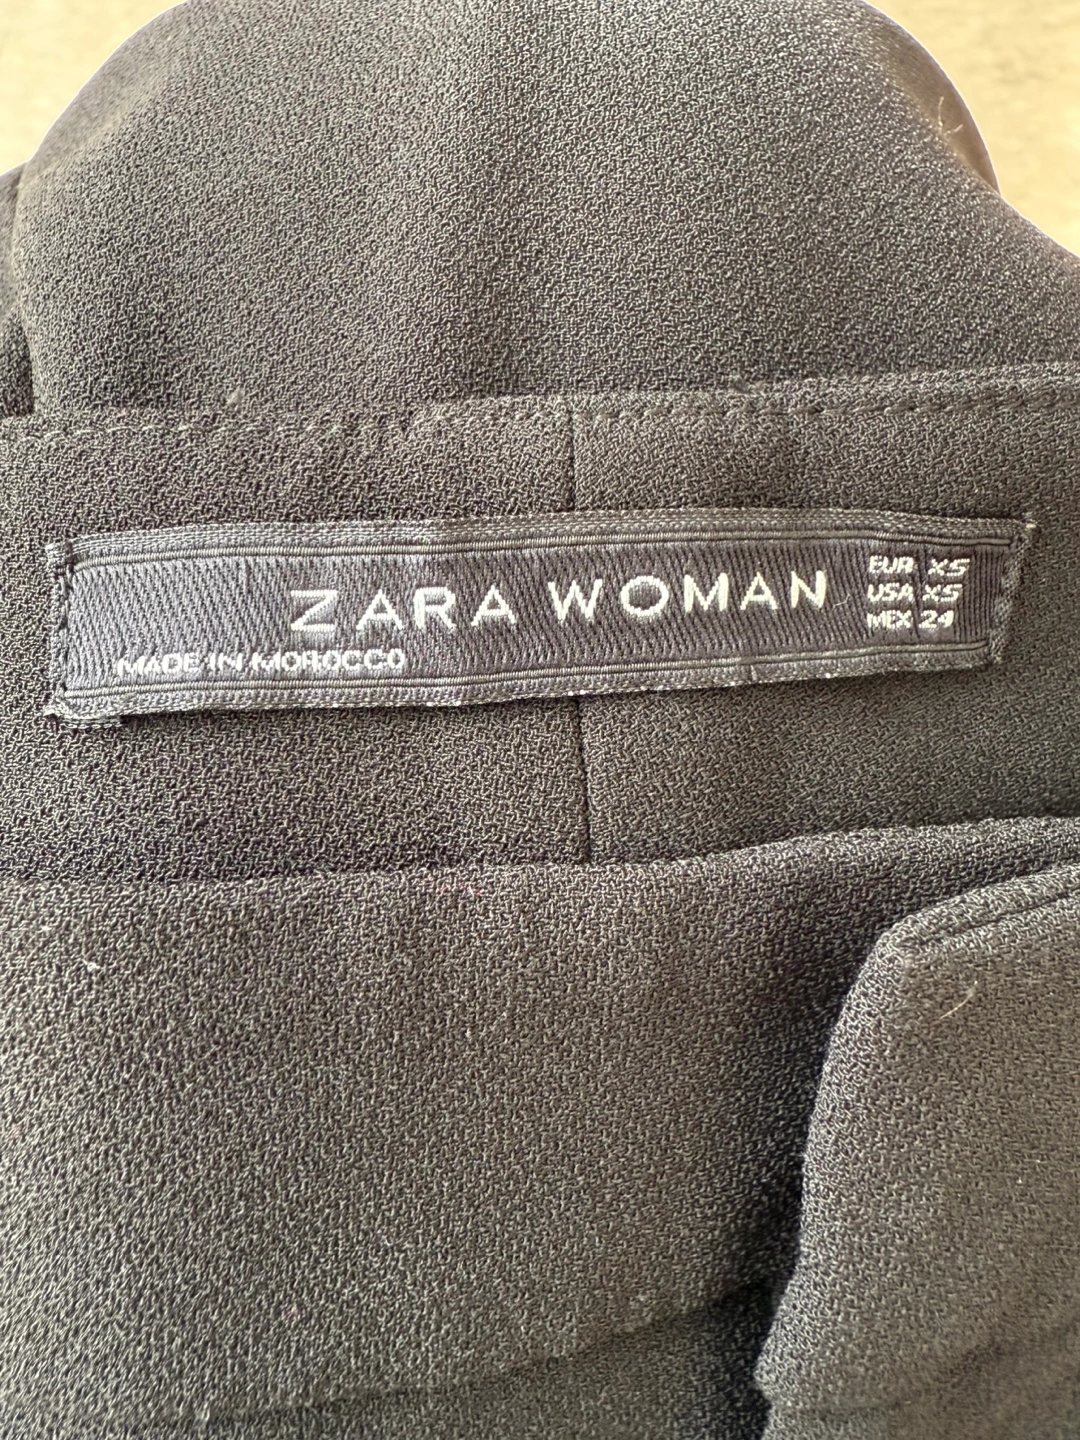 ZARA WOMAN
MADE IN MOROCCO
EUR XS
USA XS
MEX 24